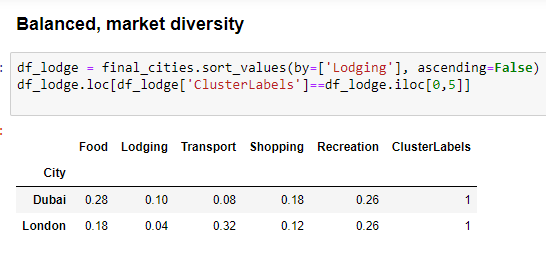 Balanced, market diversity
: df_lodge = final_cities.sort_values(by=['Lodging'], ascending=False)
df_lodge.loc[df_lodge['ClusterLabels']==df_lodge.iloc[0,5]]
:
Food Lodging Transport Shopping Recreation ClusterLabels
City
Dubai 0.28 0.10 0.08 0.18 0.26 1
London 0.18 0.04 0.32 0.12 0.26 1